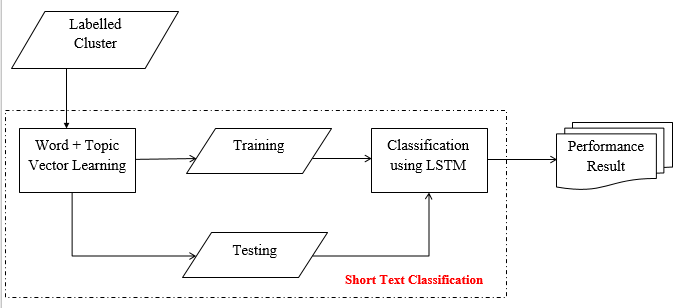 Labelled
Cluster
Word + Topic
Vector Learning
Training
Classification
using LSTM
Performance
Result
Testing
Short Text Classification